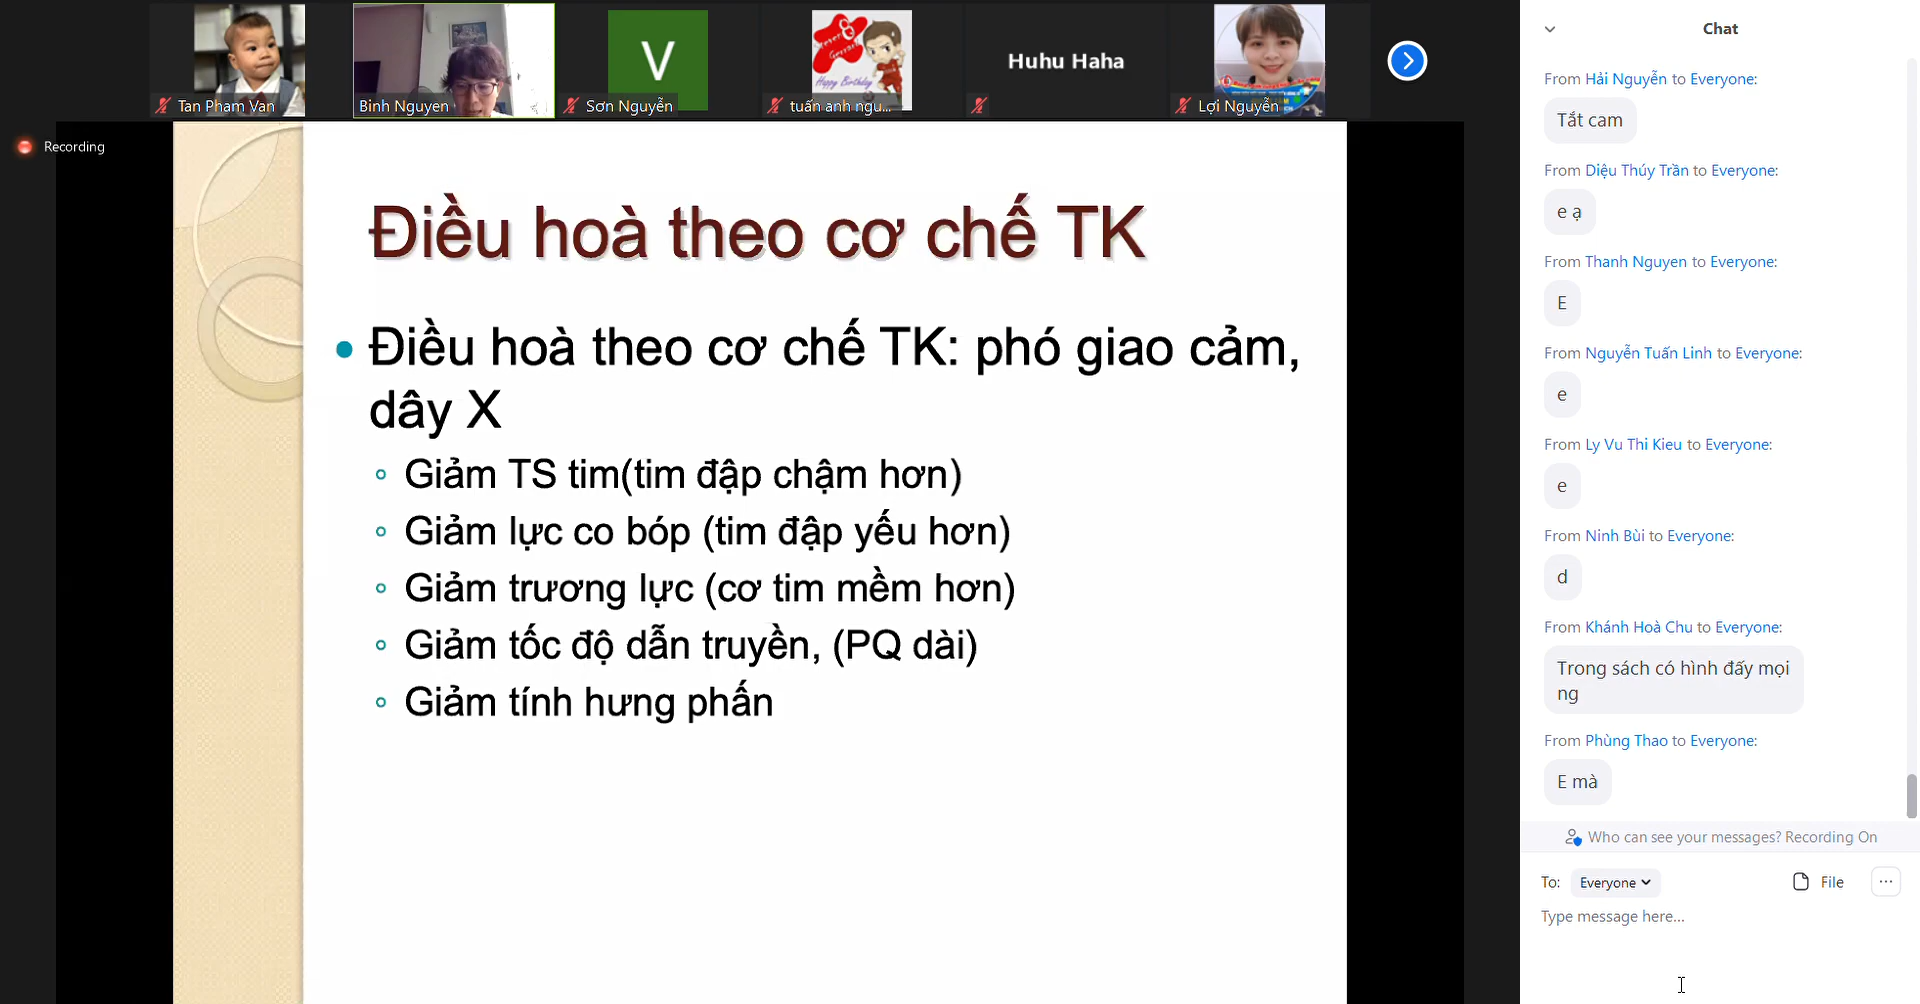 Tan Pham Van
Binh Nguyen
V
Sơn Nguyễn
Happy Birthday
tuấn anh ngu...
Huhu Haha
Lợi Nguyễn
Recording
Điều hoà theo cơ chế TK
Điều hoà theo cơ chế TK: phó giao cảm,
dây X
Giảm TS tim(tim đập chậm hơn)
Giảm lực co bóp (tim đập yếu hơn)
Giảm trương lực (cơ tim mềm hơn)
Giảm tốc độ dẫn truyền, (PQ dài)
Giảm tính hưng phấn
Chat
From Hải Nguyễn to Everyone:
Tắt cam
From Diệu Thúy Trần to Everyone:
e ạ
From Thanh Nguyen to Everyone:
E
From Nguyễn Tuấn Linh to Everyone:
e
From Ly Vu Thi Kieu to Everyone:
e
From Ninh Bùi to Everyone:
d
From Khánh Hoà Chu to Everyone:
Trong sách có hình đấy mọi
ng
From Phùng Thao to Everyone:
E mà
Who can see your messages? Recording On
To: Everyone File
Type message here...